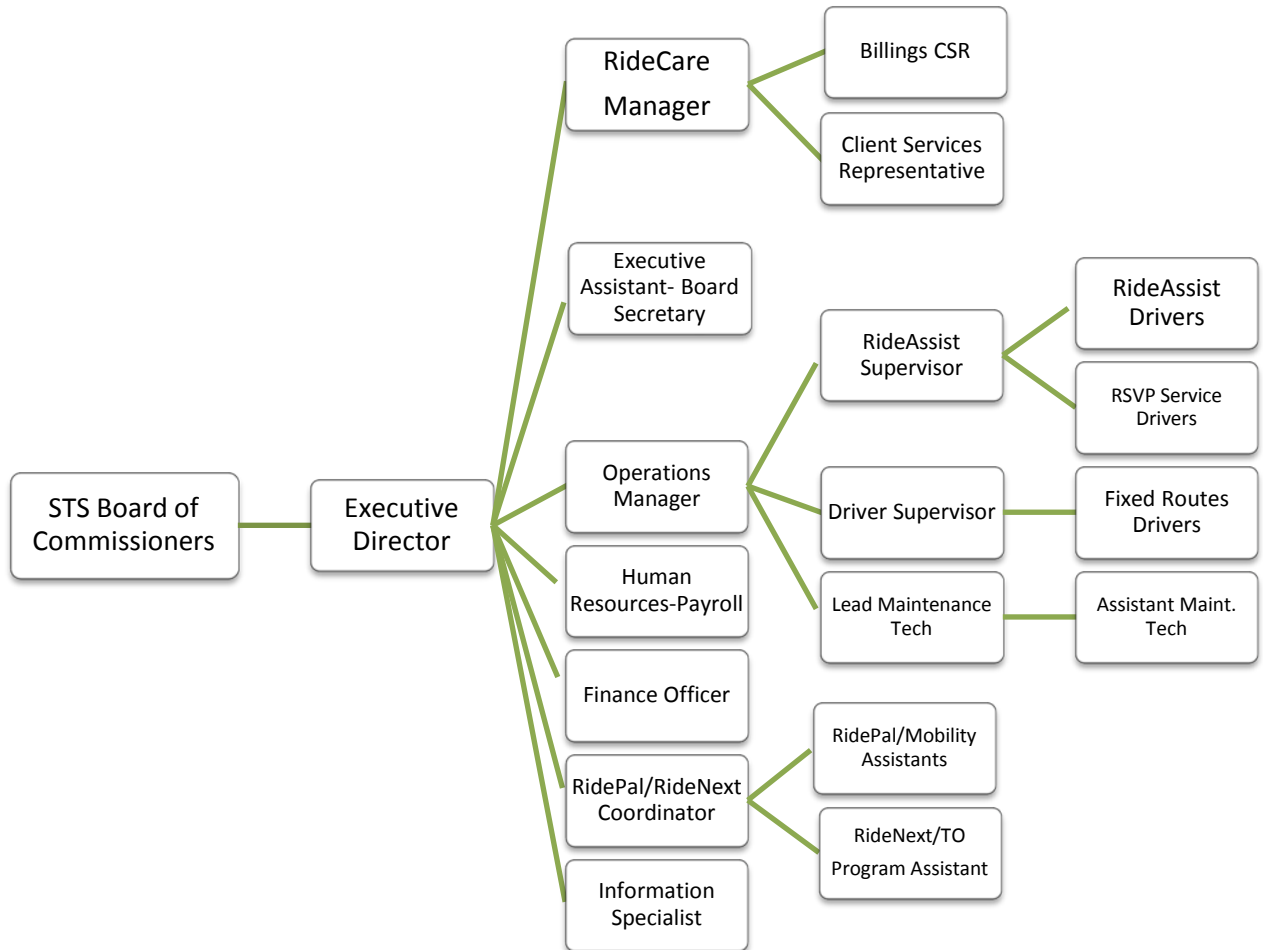 RideCare
Manager
Billings CSR
Client Services
Representative
Executive
Assistant- Board
Secretary
RideAssist
Supervisor
RideAssist
Drivers
RSVP Service
Drivers
STS Board of
Commissioners
Executive
Director
Operations
Manager
Driver Supervisor
Fixed Routes
Drivers
Human
Resources-Payroll
Lead Maintenance
Tech
Assistant Maint.
Tech
Finance Officer
RidePal/RideNext
Coordinator
RidePal/Mobility
Assistants
RideNext/TO
Program Assistant
Information
Specialist